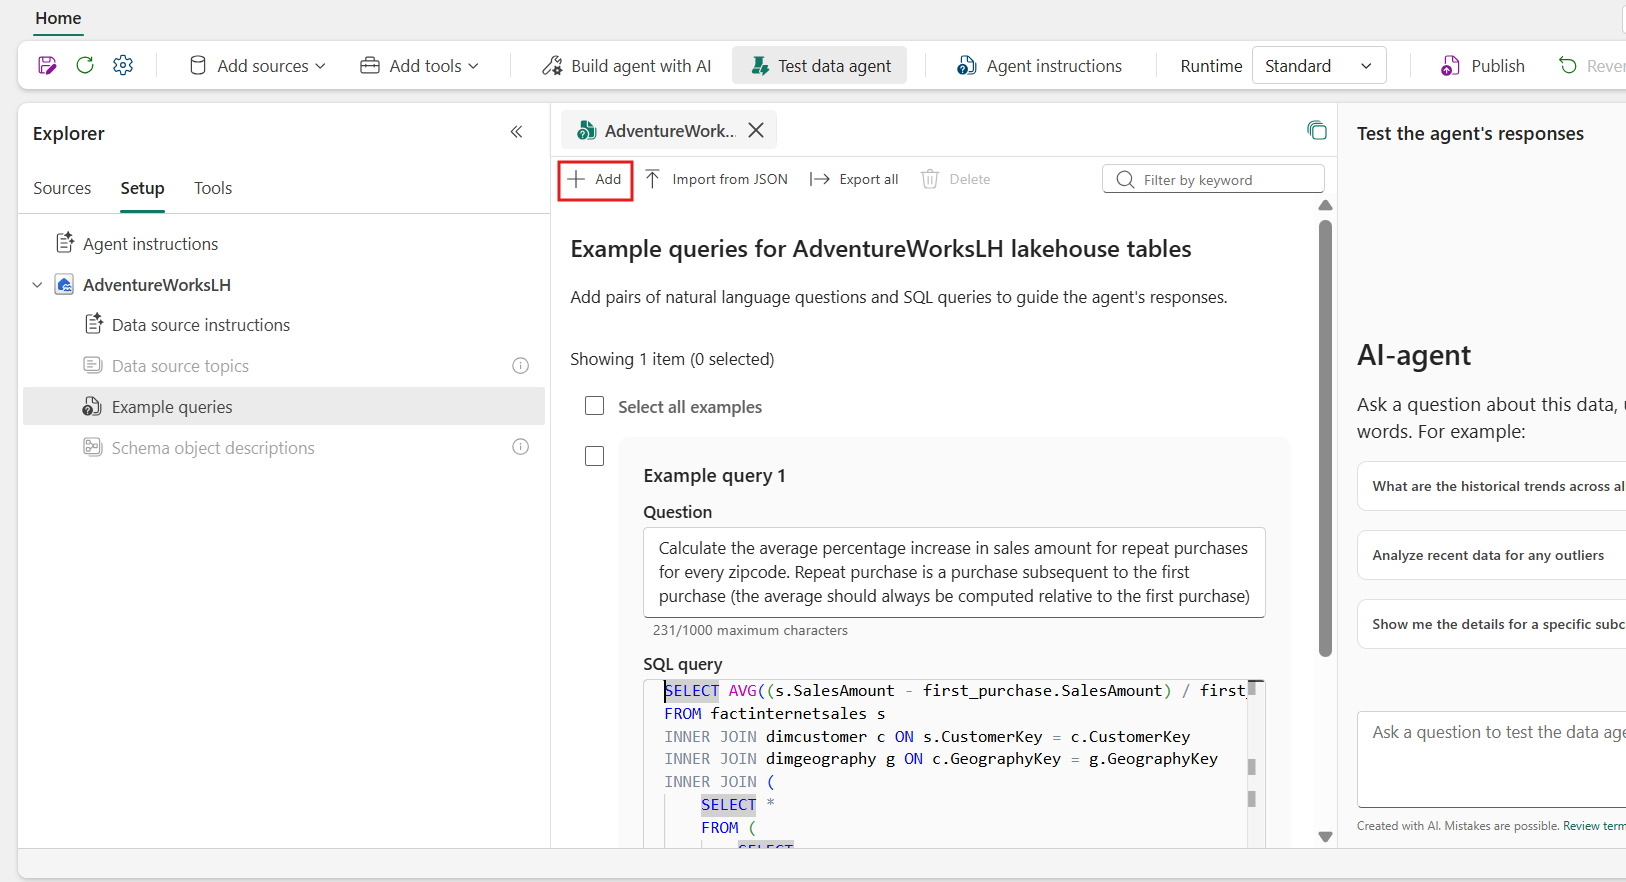 Home
Add sources
Add tools
Build agent with AI
Test data agent
Agent instructions
Runtime
Standard
Publish
Explorer
Sources
Setup
Tools
Agent instructions
AdventureWorksLH
Data source instructions
Data source topics
Example queries
Schema object descriptions
AdventureWork...
Add
Import from JSON
Export all
Delete
Filter by keyword
Example queries for AdventureWorksLH lakehouse tables
Add pairs of natural language questions and SQL queries to guide the agent's responses.
Showing 1 item (0 selected)
Select all examples
Example query 1
Question
Calculate the average percentage increase in sales amount for repeat purchases
for every zipcode. Repeat purchase is a purchase subsequent to the first
purchase (the average should always be computed relative to the first purchase)
231/1000 maximum characters
SQL query
SELECT AVG((s.SalesAmount - first_purchase.SalesAmount) / first_
FROM factinternetsales s
INNER JOIN dimcustomer c ON s.CustomerKey = c.CustomerKey
INNER JOIN dimgeography g ON c.GeographyKey = g.GeographyKey
INNER JOIN (
SELECT *
FROM (
SELECT
Test the agent's responses
AI-agent
Ask a question about this data,
words. For example:
What are the historical trends across
Analyze recent data for any outliers
Show me the details for a specific
Ask a question to test the data
Created with AI. Mistakes are possible. Review